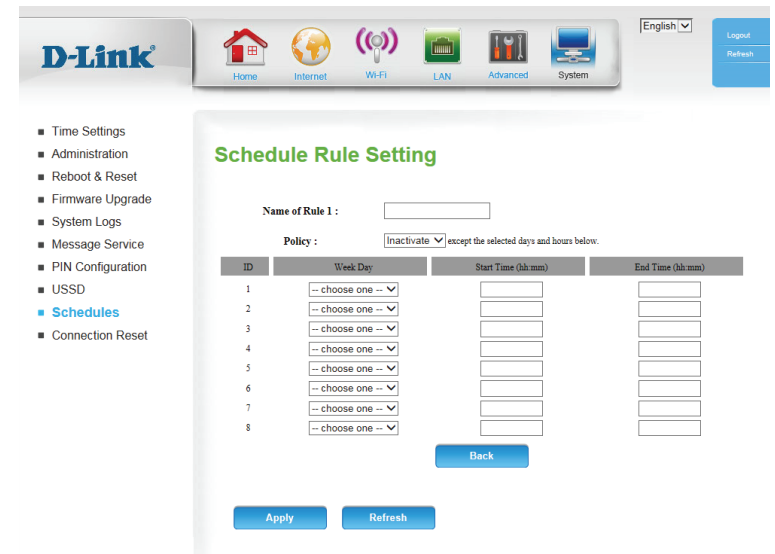 D-Link®
Home
Internet
Wi-Fi
LAN
Advanced
System
English
Logout
Refresh
Time Settings
Administration
Reboot & Reset
Firmware Upgrade
System Logs
Message Service
PIN Configuration
USSD
Schedules
Connection Reset
Schedule Rule Setting
Name of Rule 1 :
Policy : Inactivate except the selected days and hours below.
ID Week Day Start Time (hh:mm) End Time (hh:mm)
1 -- choose one --
2 -- choose one --
3 -- choose one --
4 -- choose one --
5 -- choose one --
6 -- choose one --
7 -- choose one --
8 -- choose one --
Back
Apply Refresh